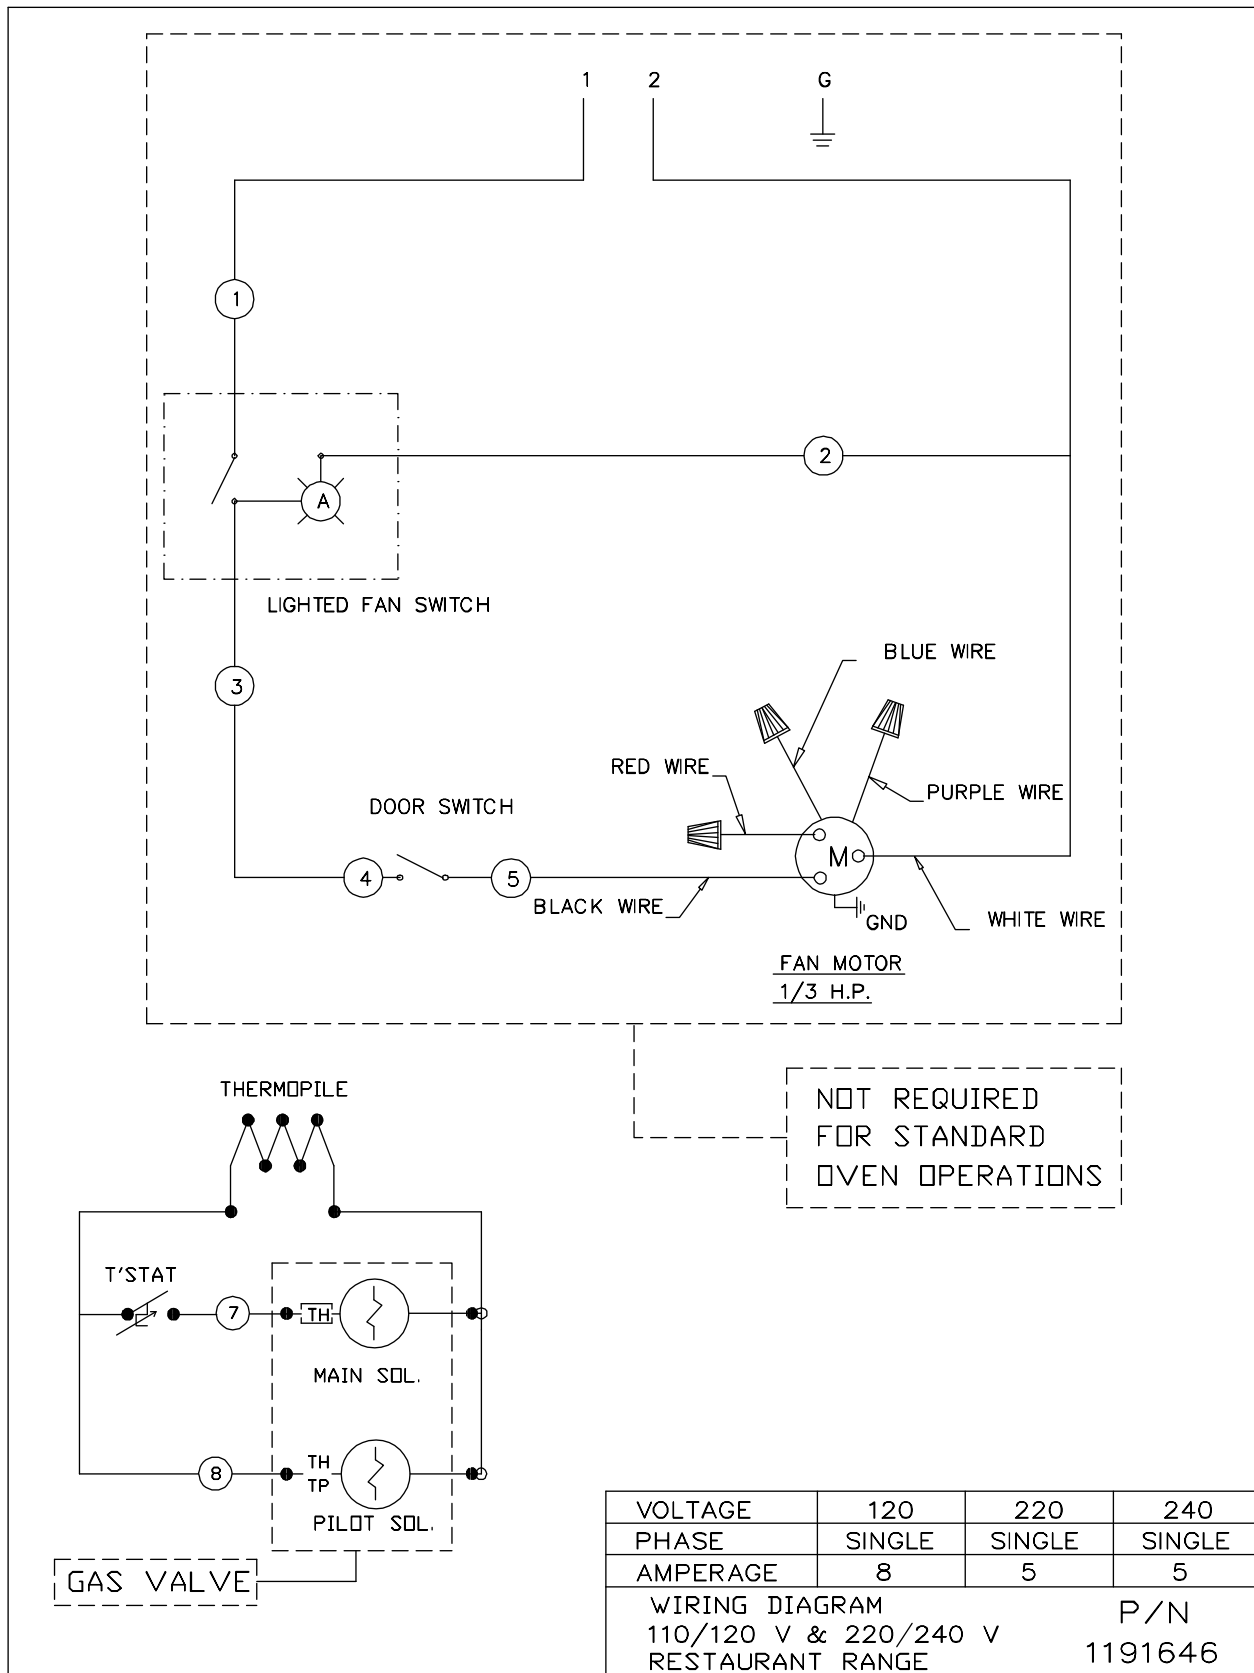 1 2 G
1
2
A
LIGHTED FAN SWITCH
3
BLUE WIRE
RED WIRE
PURPLE WIRE
DOOR SWITCH
M
4
5
BLACK WIRE
GND
WHITE WIRE
FAN MOTOR
1/3 H.P.
THERMOPILE
NOT REQUIRED
FOR STANDARD
OVEN OPERATIONS
T'STAT
7
TH
MAIN SOL.
8
TH
TP
PILOT SOL.
GAS VALVE
VOLTAGE 120 220 240
PHASE SINGLE SINGLE SINGLE
AMPERAGE 8 5 5
WIRING DIAGRAM
110/120 V & 220/240 V
RESTAURANT RANGE
P/N
1191646